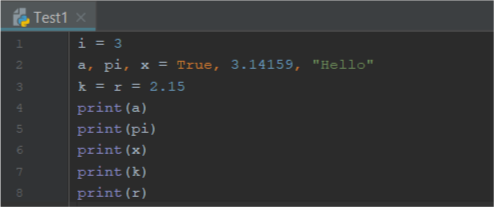 Test1
1 i = 3
2 a, pi, x = True, 3.14159, "Hello"
3 k = r = 2.15
4 print(a)
5 print(pi)
6 print(x)
7 print(k)
8 print(r)